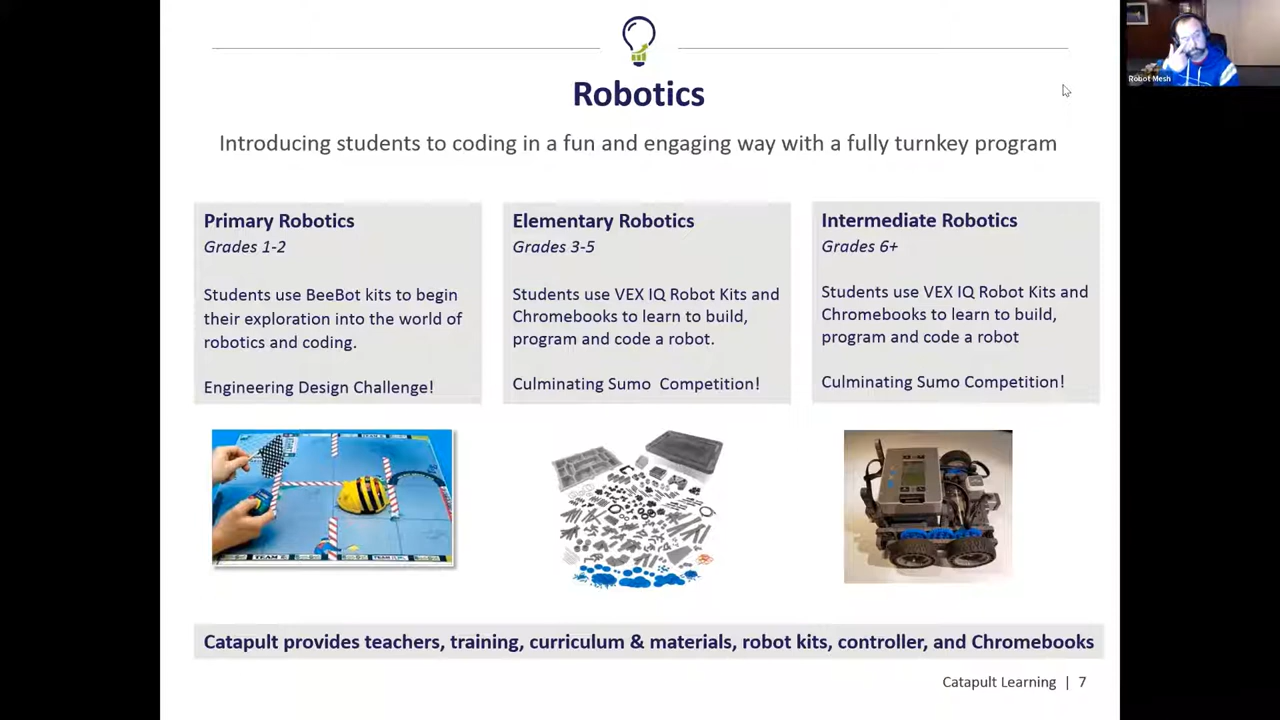 Robotics
Introducing students to coding in a fun and engaging way with a fully turnkey program
Primary Robotics
Grades 1-2
Students use BeeBot kits to begin
their exploration into the world of
robotics and coding.
Engineering Design Challenge!
Elementary Robotics
Grades 3-5
Students use VEX IQ Robot Kits and
Chromebooks to learn to build,
program and code a robot.
Culminating Sumo Competition!
Intermediate Robotics
Grades 6+
Students use VEX IQ Robot Kits and
Chromebooks to learn to build,
program and code a robot
Culminating Sumo Competition!
TEAM
Catapult provides teachers, training, curriculum & materials, robot kits, controller, and Chromebooks
Catapult Learning | 7
Robot Mesh